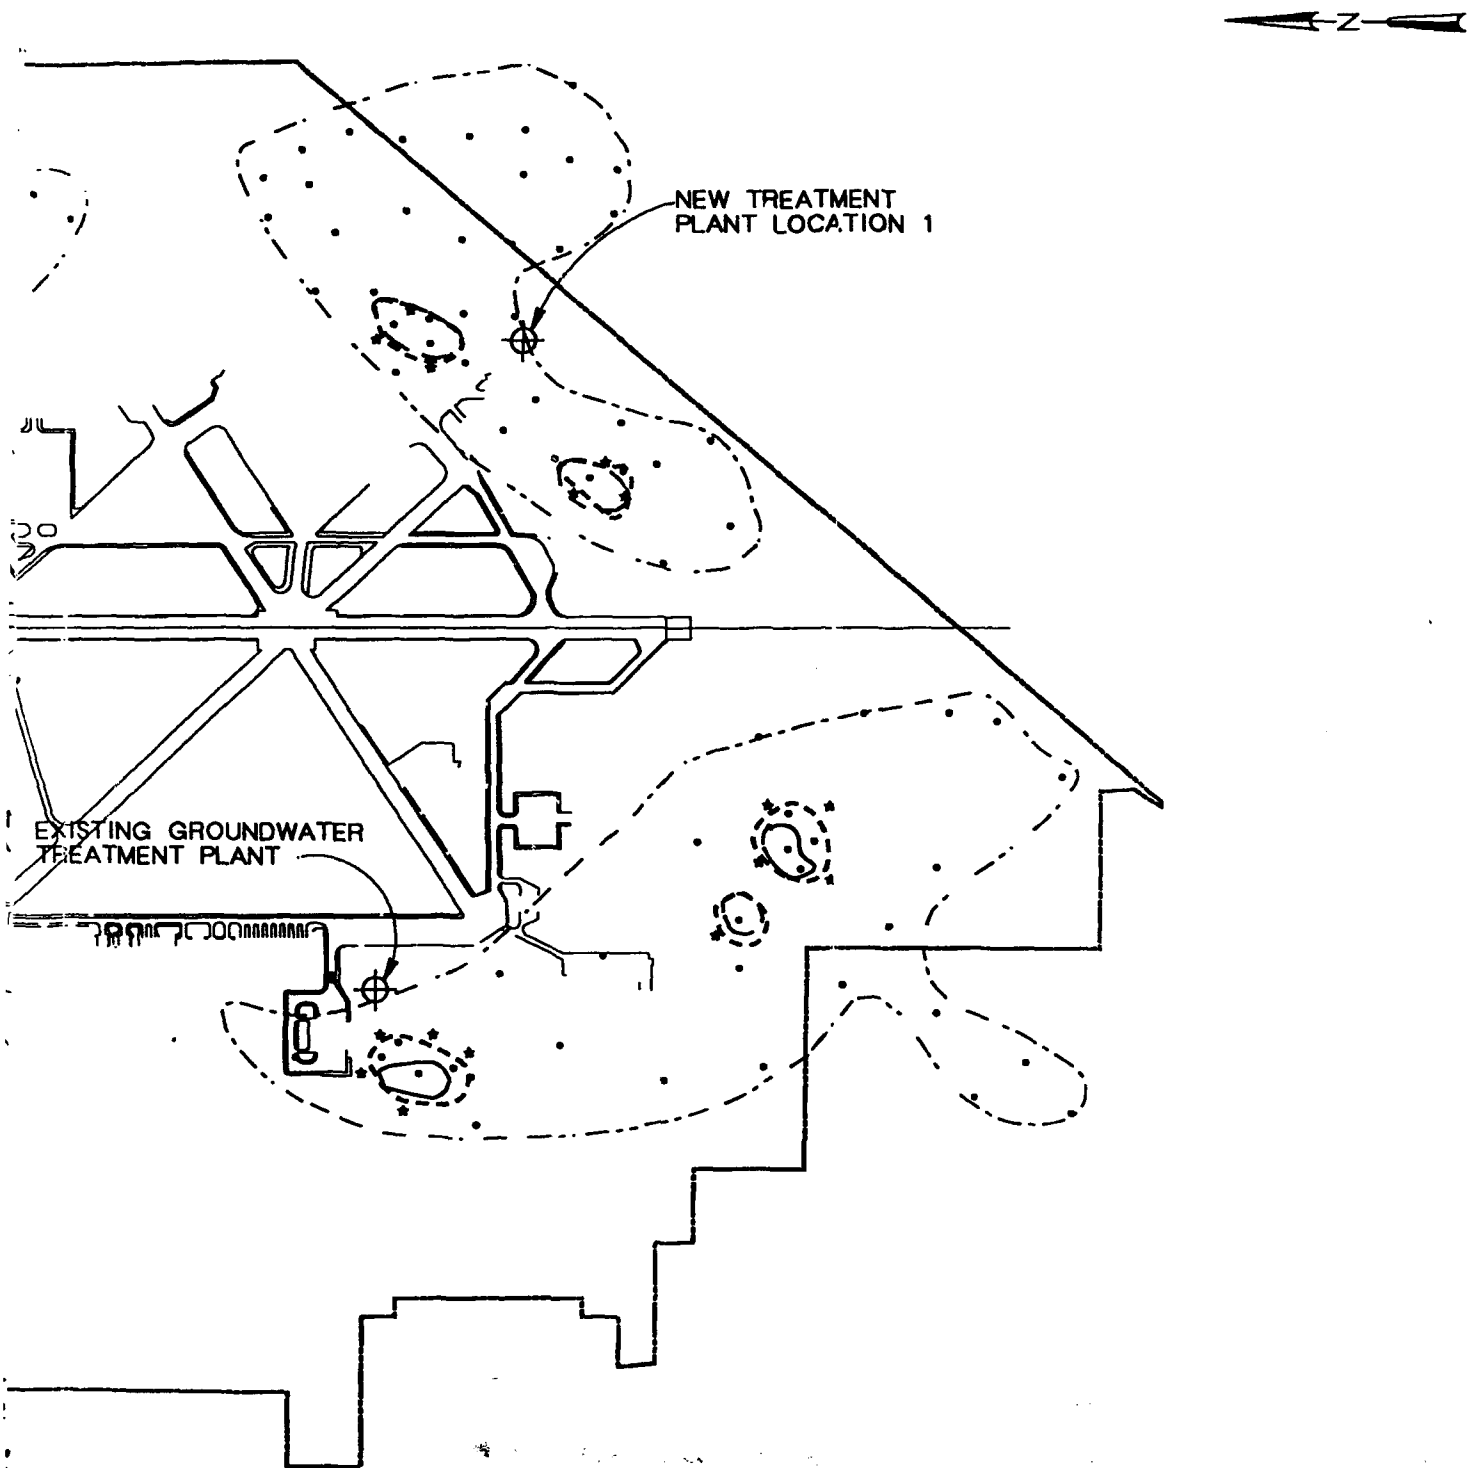 N
NEW TREATMENT
PLANT LOCATION 1
EXISTING GROUNDWATER
TREATMENT PLANT